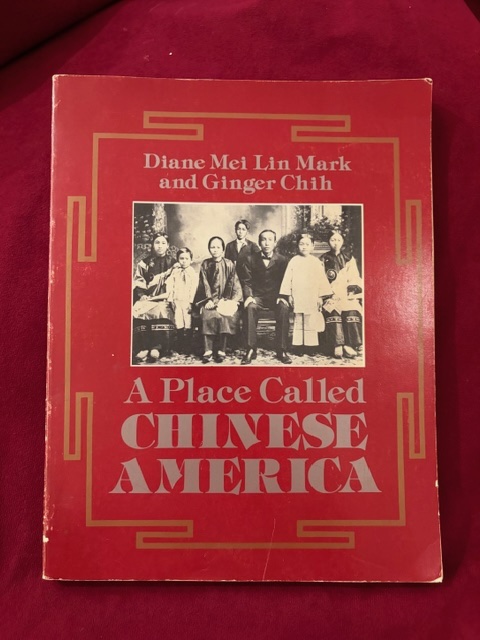 Diane Mei Lin Mark
and Ginger Chih
A Place Called
CHINESE
AMERICA